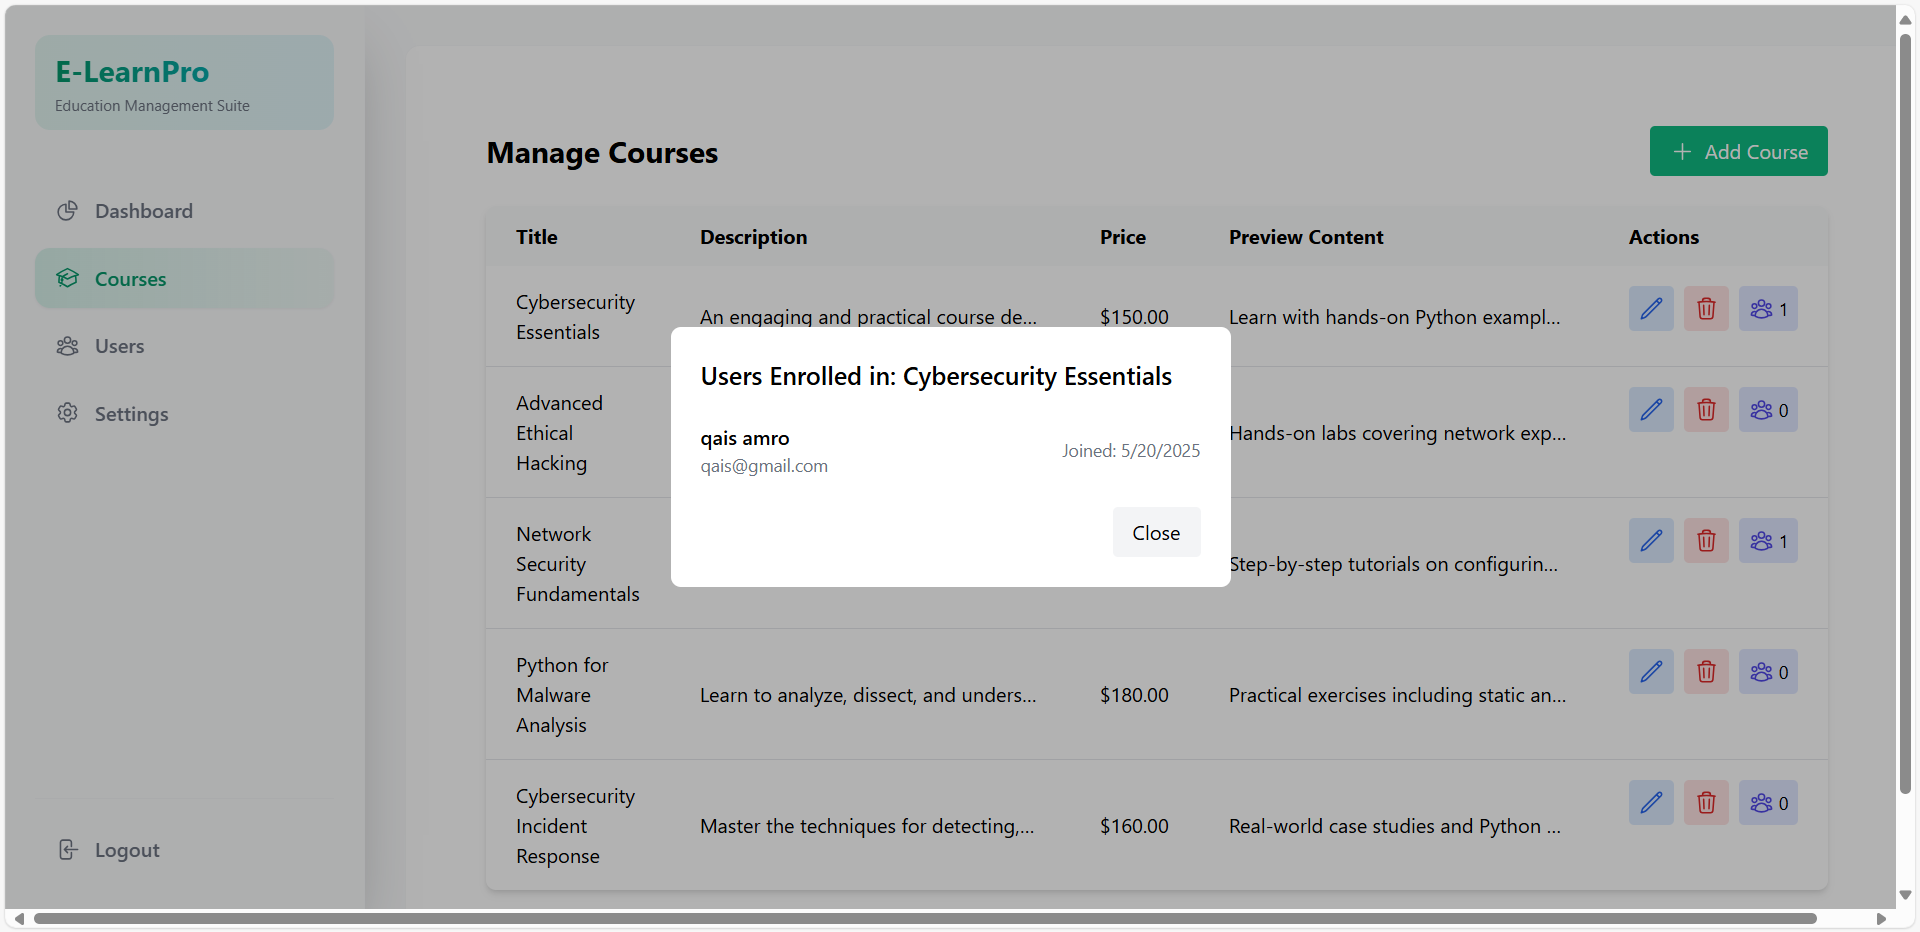 E-LearnPro
Education Management Suite
Dashboard
Courses
Users
Settings
Logout
Manage Courses
Add Course
Title Description Price Preview Content Actions
Cybersecurity
Essentials
An engaging and practical course de...
$150.00
Learn with hands-on Python exampl...
1
Advanced
Ethical
Hacking
Hands-on labs covering network exp...
0
Network
Security
Fundamentals
Step-by-step tutorials on configurin...
1
Python for
Malware
Analysis
Learn to analyze, dissect, and unders...
$180.00
Practical exercises including static an...
0
Cybersecurity
Incident
Response
Master the techniques for detecting,...
$160.00
Real-world case studies and Python ...
0
Users Enrolled in: Cybersecurity Essentials
qais amro
qais@gmail.com
Joined: 5/20/2025
Close